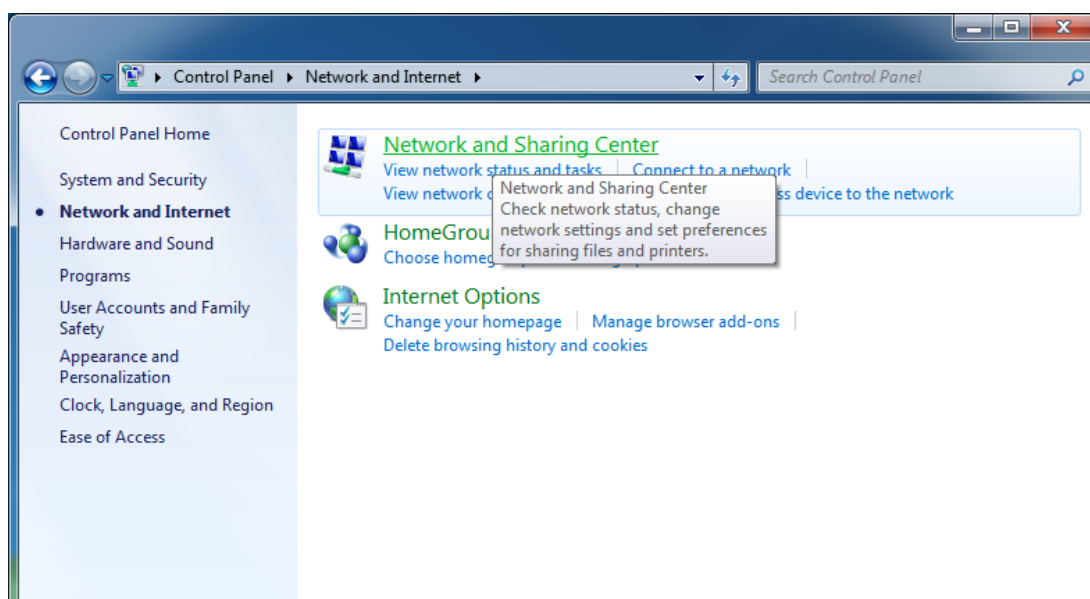 Control Panel Network and Internet Search Control Panel
Control Panel Home
System and Security
Network and Internet
Hardware and Sound
Programs
User Accounts and Family
Safety
Appearance and
Personalization
Clock, Language, and Region
Ease of Access
Network and Sharing Center
View network status and tasks Connect to a network
View network device to the network
Network and Sharing Center
Check network status, change
network settings and set preferences
for sharing files and printers.
Choose
Internet Options
Change your homepage Manage browser add-ons
Delete browsing history and cookies